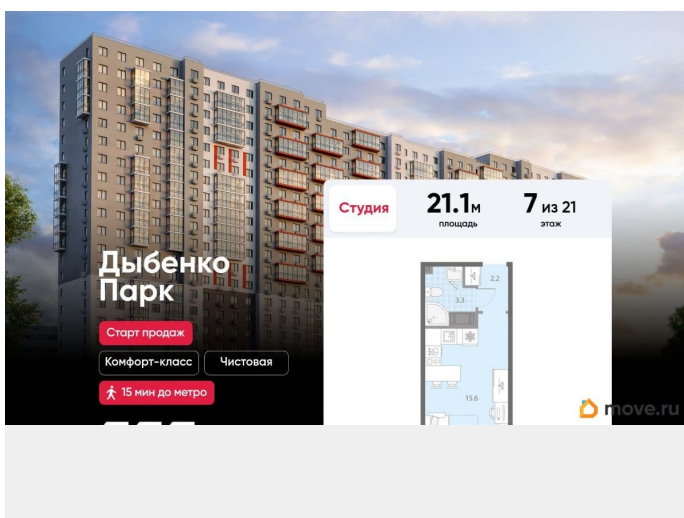 Студия
21.1м
площадь
7 из 21
этаж
Дыбенко
Парк
Старт продаж
Комфорт-класс
Чистовая
15 мин до метро
2.2
3.3
15.6
move.ru